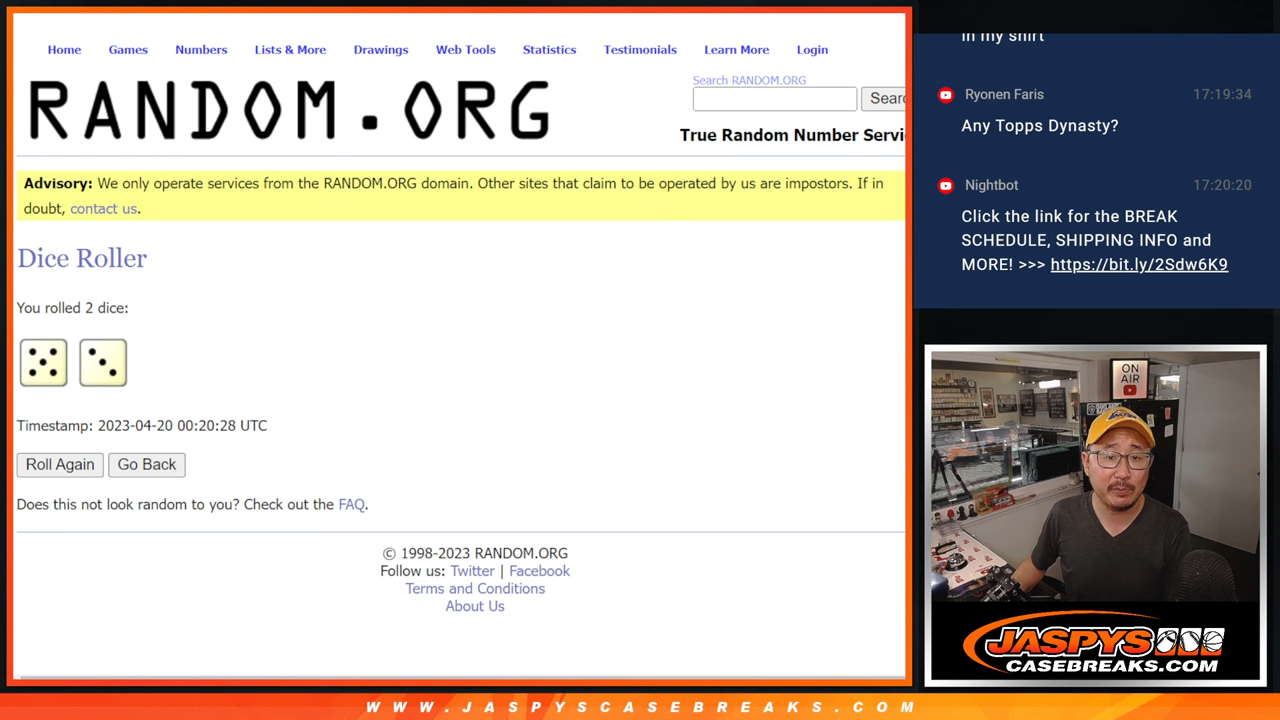 Home Games Numbers Lists & More Drawings Web Tools Statistics Testimonials Learn More Login
RANDOM.ORG
Search RANDOM.ORG
Sear
True Random Number Servi
Advisory: We only operate services from the RANDOM.ORG domain. Other sites that claim to be operated by us are impostors. If in
doubt, contact us.
Dice Roller
You rolled 2 dice:
Timestamp: 2023-04-20 00:20:28 UTC
Roll Again Go Back
Does this not look random to you? Check out the FAQ.
© 1998-2023 RANDOM.ORG
Follow us: Twitter | Facebook
Terms and Conditions
About Us
in my shirt
Ryonen Faris 17:19:34
Any Topps Dynasty?
Nightbot 17:20:20
Click the link for the BREAK
SCHEDULE, SHIPPING INFO and
MORE! >>> https://bit.ly/2Sdw6K9
ON
AIR
JASPYS
CASEBREAKS.COM
WWW.JASPYSCASEBREAKS.COM